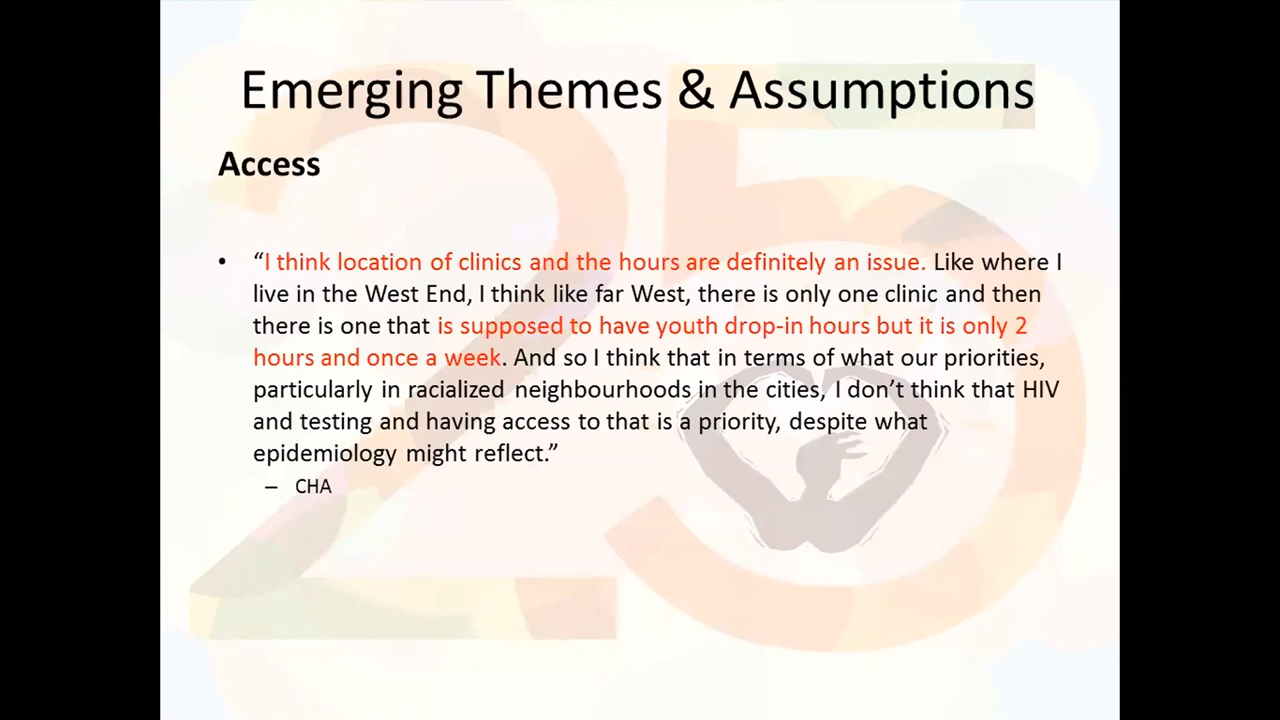 Emerging Themes & Assumptions
Access
• “I think location of clinics and the hours are definitely an issue. Like where I
live in the West End, I think like far West, there is only one clinic and then
there is one that is supposed to have youth drop-in hours but it is only 2
hours and once a week. And so I think that in terms of what our priorities,
particularly in racialized neighbourhoods in the cities, I don’t think that HIV
and testing and having access to that is a priority, despite what
epidemiology might reflect.”
– CHA
25